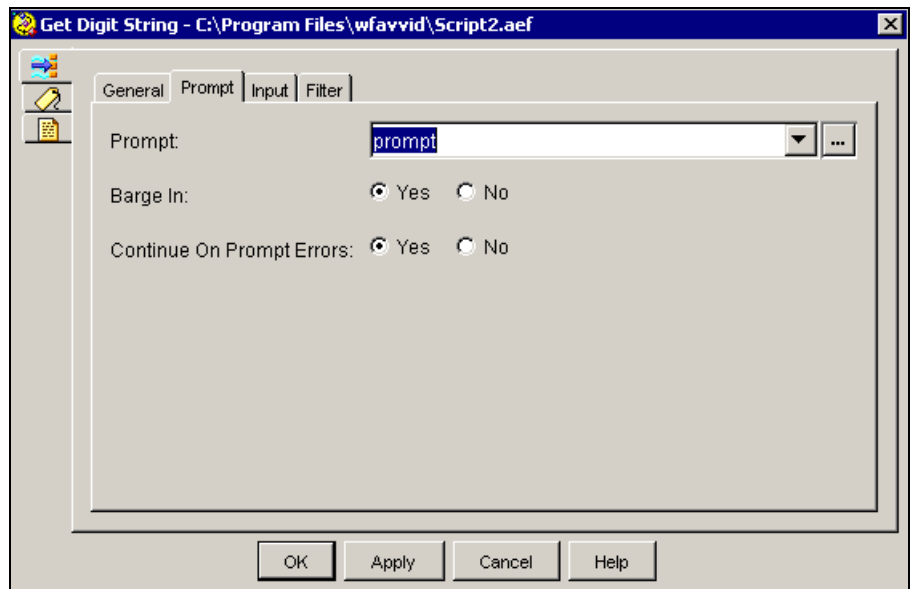 Get Digit String - C:\Program Files\wfavvid\Script2.aef
General Prompt Input Filter
Prompt: prompt ...
Barge In: Yes No
Continue On Prompt Errors: Yes No
OK Apply Cancel Help